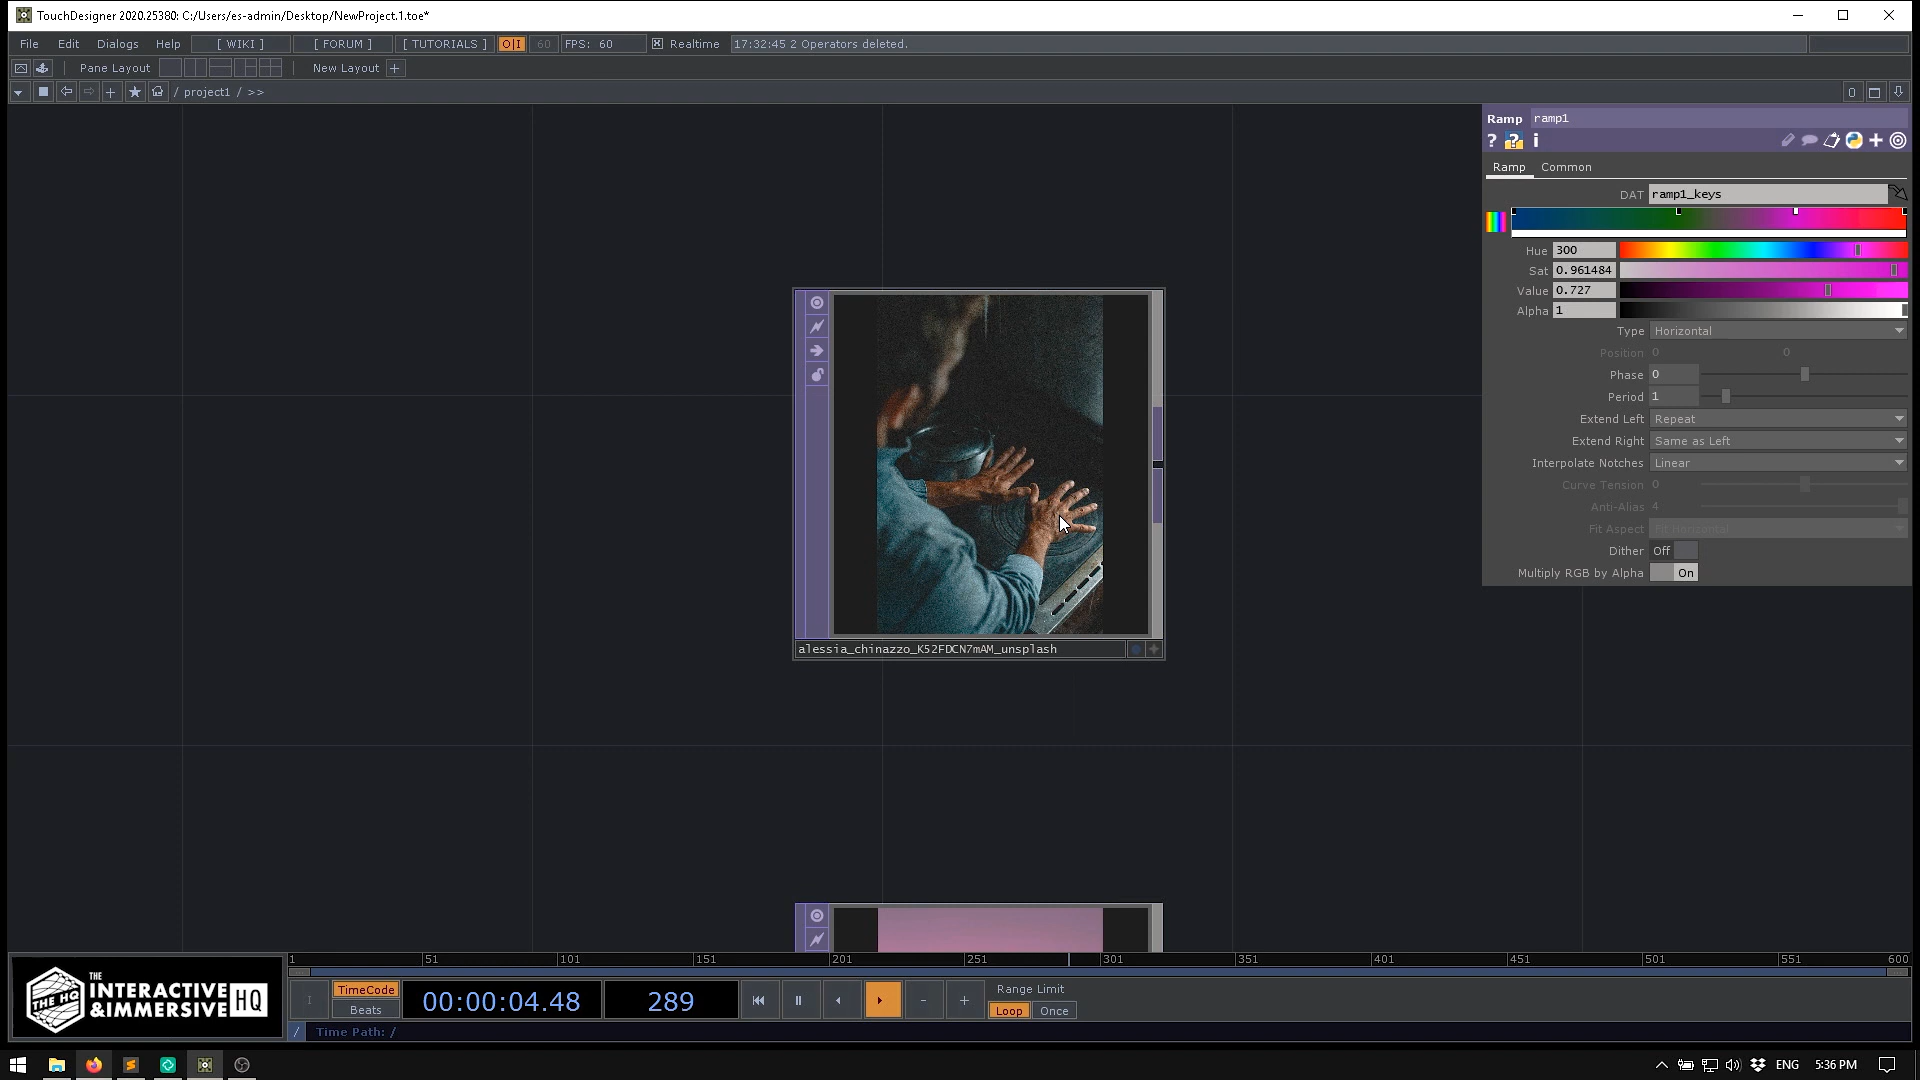 TouchDesigner 2020.25380: C:/Users/es-admin/Desktop/NewProject.1.toe*
File Edit Dialogs Help [ WIKI ] [ FORUM ] [ TUTORIALS ] O|I 60 FPS: 60 Realtime 17:32:45 2 Operators deleted.
Pane Layout New Layout +
/ project1 / >> 0
Ramp ramp1
? ? i
Ramp Common
DAT ramp1_keys
Hue 300
Sat 0.961484
Value 0.727
Alpha 1
Type Horizontal
Position 0 0
Phase 0
Period 1
Extend Left Repeat
Extend Right Same as Left
Interpolate Notches Linear
Curve Tension 0
Anti-Alias 4
Fit Aspect Fit Horizontal
Dither Off
Multiply RGB by Alpha On
alessia_chinazzo_K52FDCN7mAM_unsplash
1 51 101 151 201 251 301 351 401 451 501 551 600
THE HQ
THE
INTERACTIVE
&IMMERSIVE HQ
I TimeCode
Beats
00:00:04.48 289 - +
Range Limit
Loop Once
/ Time Path: /
ENG 5:36 PM